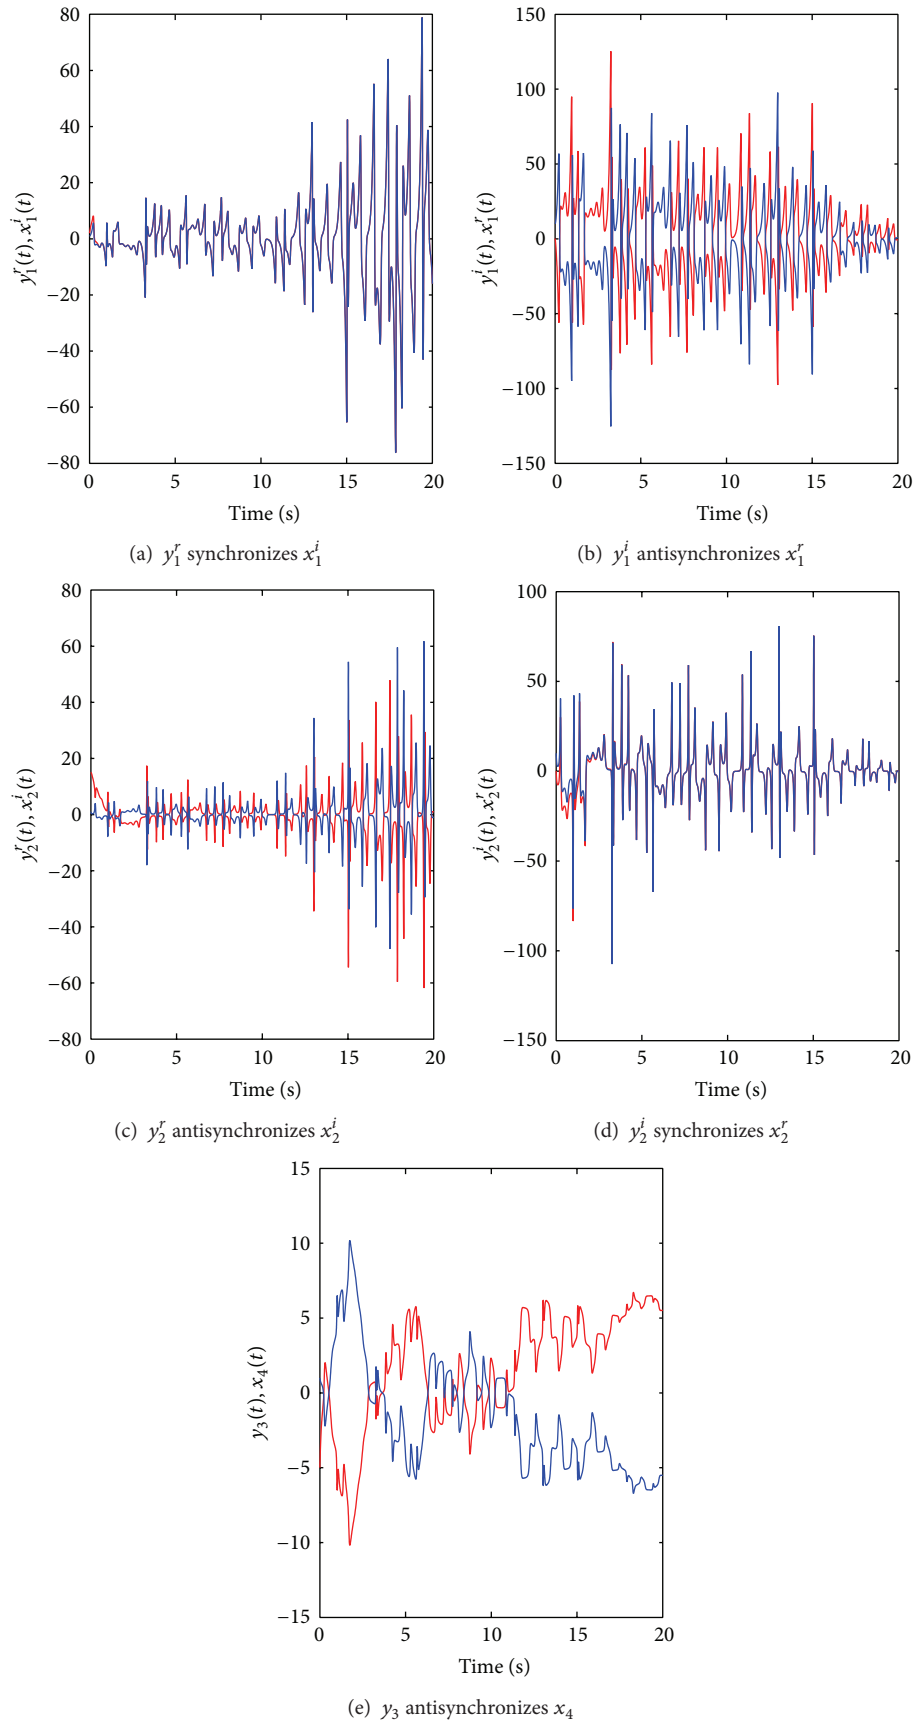 80
60
40
20
0
−20
−40
−60
−80
y₁ʳ(t), x₁ⁱ(t)
0 5 10 15 20
Time (s)
(a) y₁ʳ synchronizes x₁ⁱ
150
100
50
0
−50
−100
−150
y₁ⁱ(t), x₁ʳ(t)
0 5 10 15 20
Time (s)
(b) y₁ⁱ antisynchronizes x₁ʳ
80
60
40
20
0
−20
−40
−60
−80
y₂ʳ(t), x₂ⁱ(t)
0 5 10 15 20
Time (s)
(c) y₂ʳ antisynchronizes x₂ⁱ
100
50
0
−50
−100
−150
y₂ⁱ(t), x₂ʳ(t)
0 5 10 15 20
Time (s)
(d) y₂ⁱ synchronizes x₂ʳ
15
10
5
0
−5
−10
−15
y₃(t), x₄(t)
0 5 10 15 20
Time (s)
(e) y₃ antisynchronizes x₄